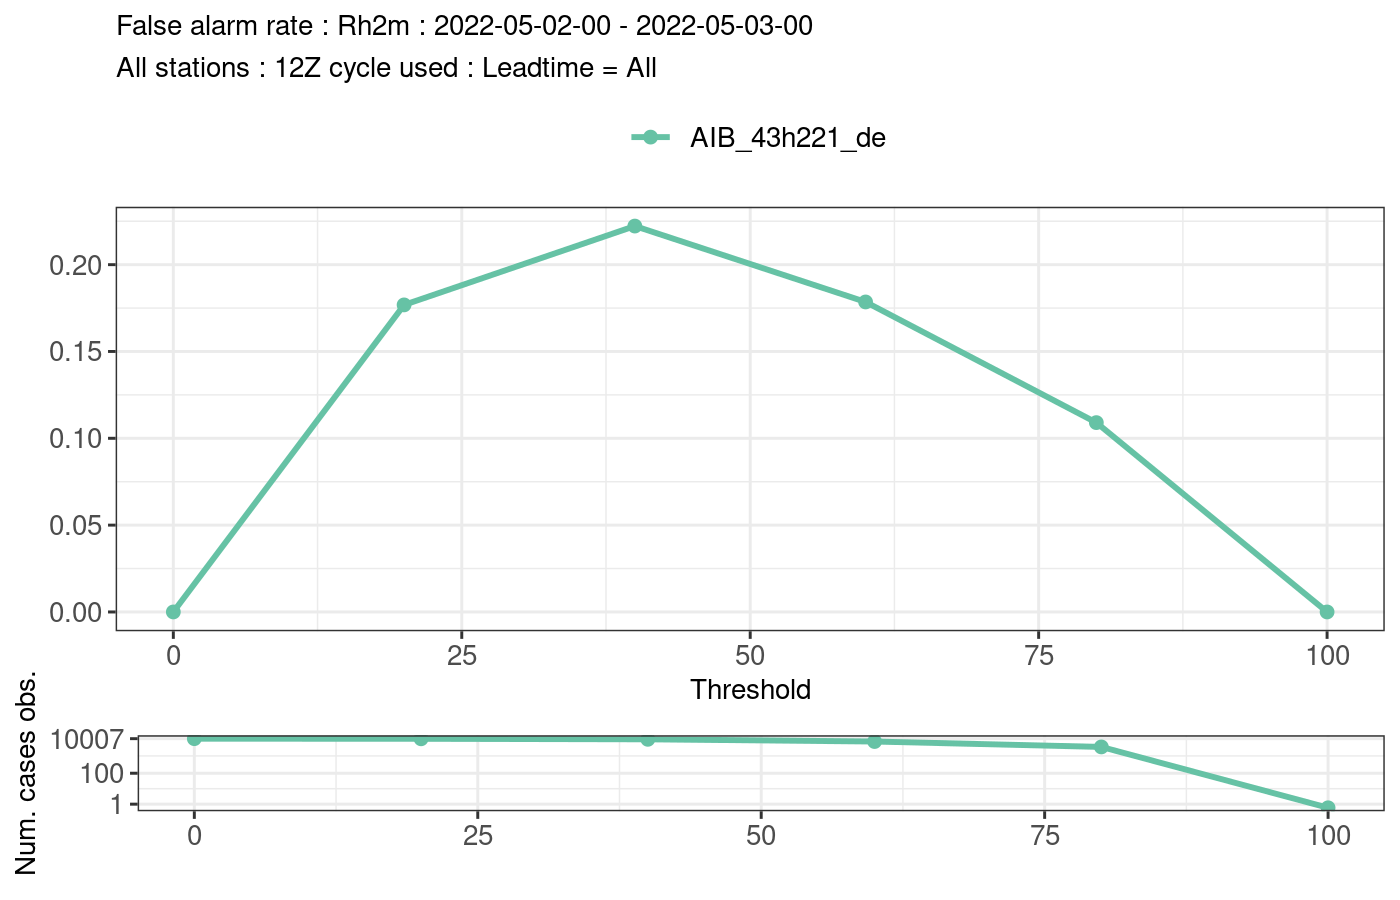 False alarm rate : Rh2m : 2022-05-02-00 - 2022-05-03-00
All stations : 12Z cycle used : Leadtime = All
AIB_43h221_de
0.20
0.15
0.10
0.05
0.00
0 25 50 75 100
Threshold
Num. cases obs.
10007
100
1
0 25 50 75 100